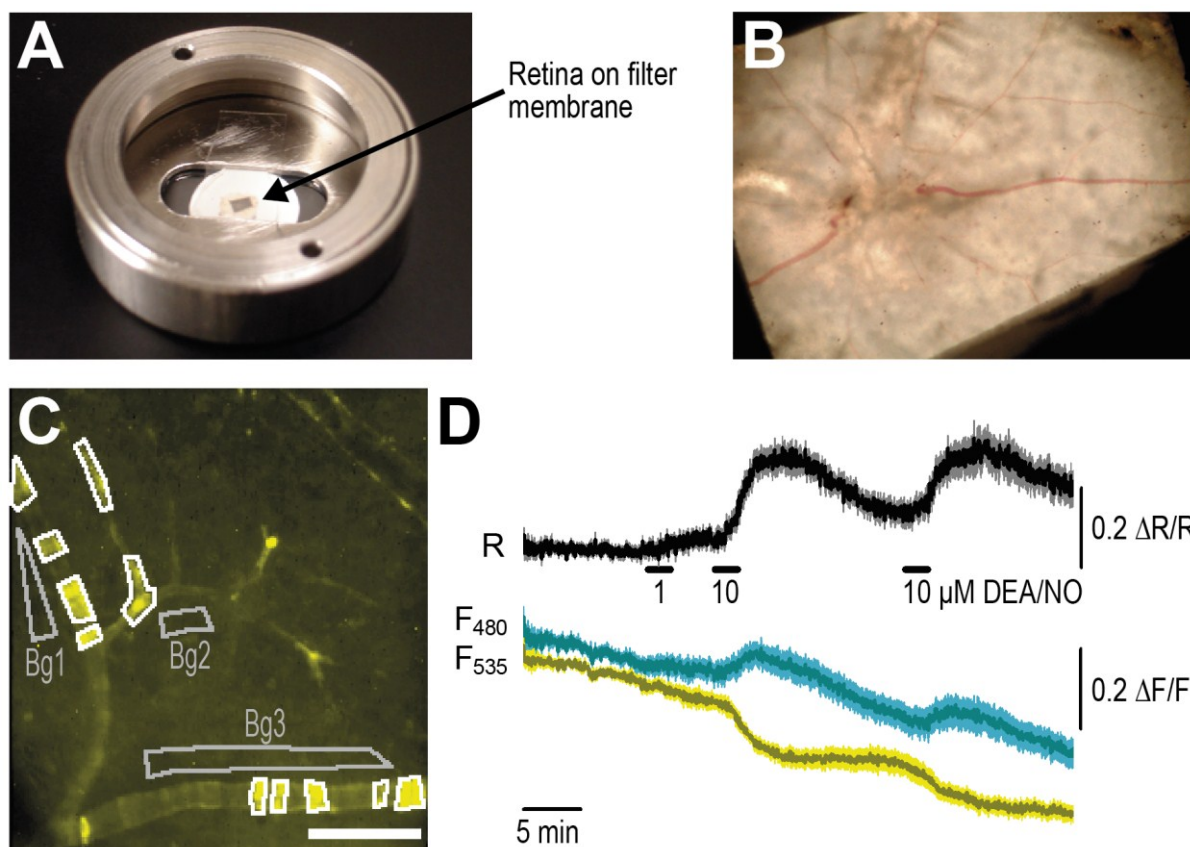 A
Retina on filter
membrane
B
C
Bg1
Bg2
Bg3
D
R
0.2 ΔR/R
1 10 10 µM DEA/NO
F480
F535
0.2 ΔF/F
5 min